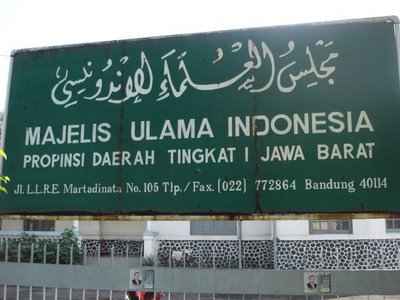 مجلس العلماء الإندونيسي
MAJELIS ULAMA INDONESIA
PROPINSI DAERAH TINGKAT I JAWA BARAT
Jl. L.L.R.E. Martadinata No. 105 Tlp./Fax. (022) 772864 Bandung 40114